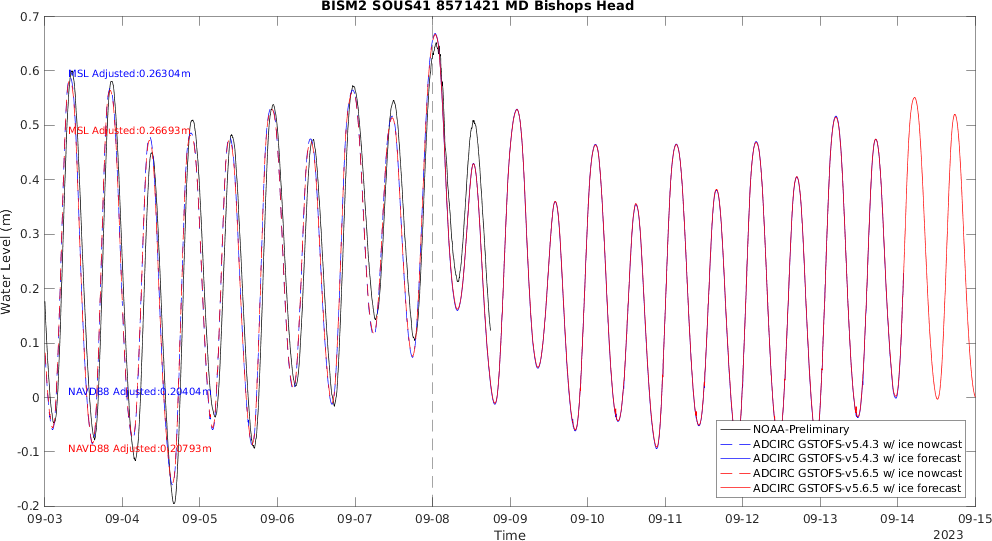 BISM2 SOUS41 8571421 MD Bishops Head
Water Level (m)
0.7
0.6
0.5
0.4
0.3
0.2
0.1
0
-0.1
-0.2
MSL Adjusted:0.26304m
MSL Adjusted:0.26693m
NAVD88 Adjusted:0.20404m
NAVD88 Adjusted:0.20793m
NOAA-Preliminary
ADCIRC GSTOFS-v5.4.3 w/ ice nowcast
ADCIRC GSTOFS-v5.4.3 w/ ice forecast
ADCIRC GSTOFS-v5.6.5 w/ ice nowcast
ADCIRC GSTOFS-v5.6.5 w/ ice forecast
09-03 09-04 09-05 09-06 09-07 09-08 09-09 09-10 09-11 09-12 09-13 09-14 09-15
Time
2023